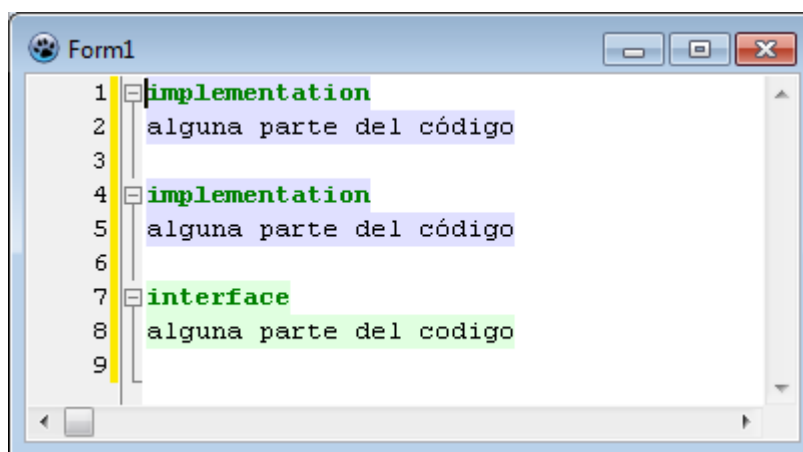 Form1
1 implementation
2 alguna parte del código
3
4 implementation
5 alguna parte del código
6
7 interface
8 alguna parte del codigo
9